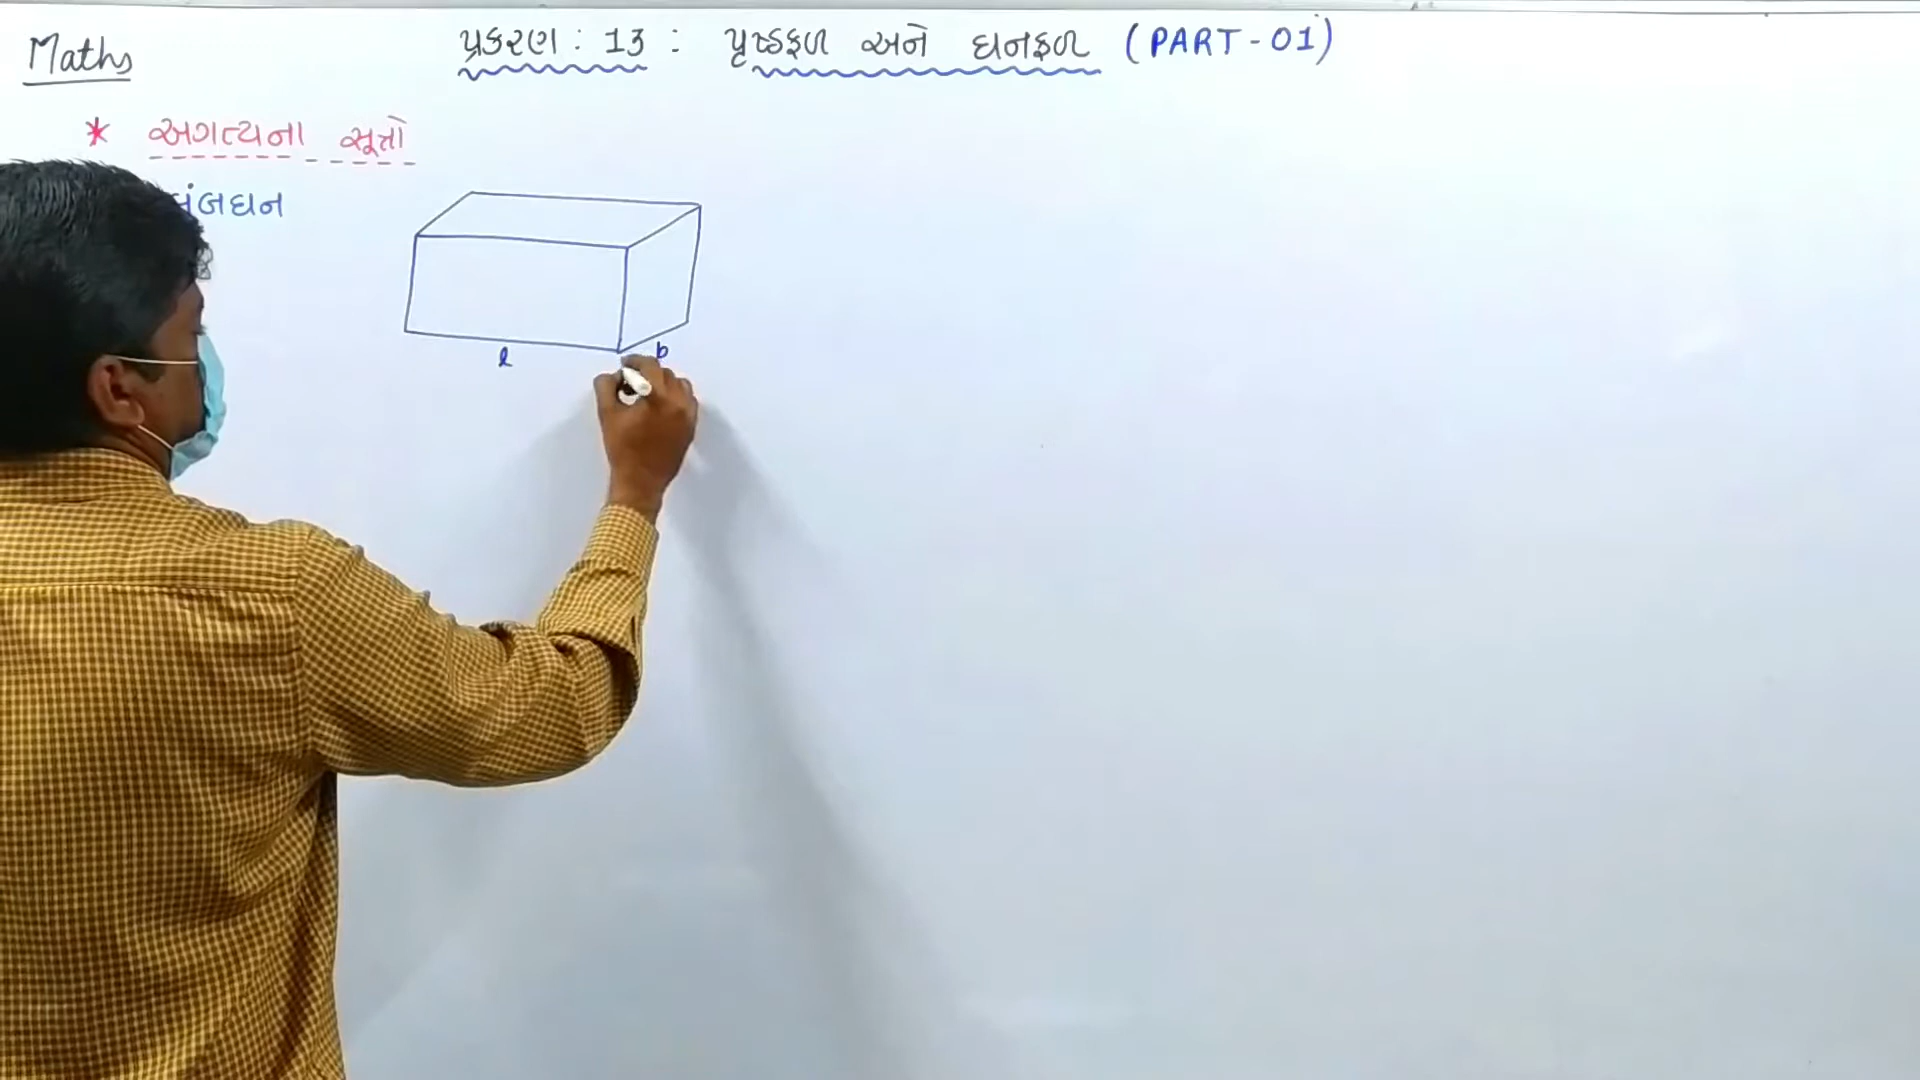 Maths
પ્રકરણ : 13 : પૃષ્ઠફળ અને ઘનફળ (PART-01)
* અગત્યના સૂત્રો
લંબઘન
l
b